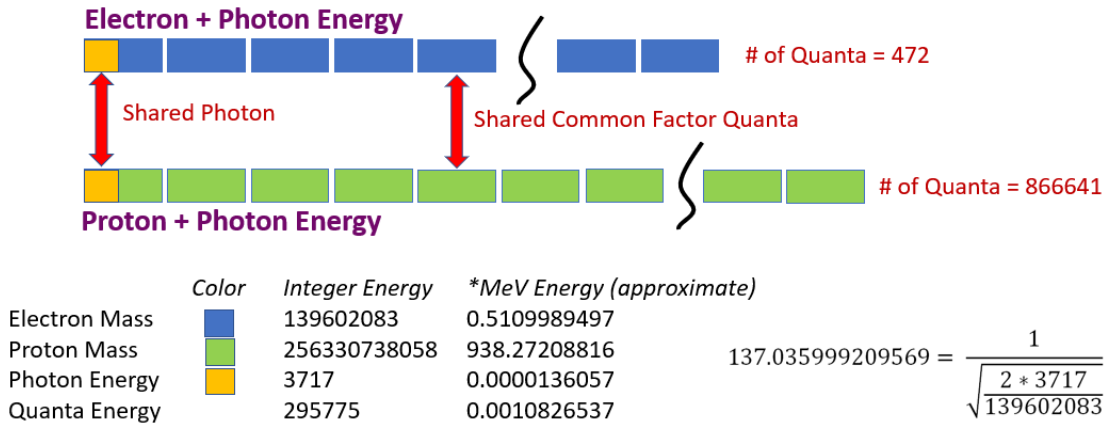 Electron + Photon Energy
# of Quanta = 472
Shared Photon
Shared Common Factor Quanta
# of Quanta = 866641
Proton + Photon Energy
Color Integer Energy *MeV Energy (approximate)
Electron Mass 139602083 0.5109989497
Proton Mass 256330738058 938.27208816
Photon Energy 3717 0.0000136057
Quanta Energy 295775 0.0010826537
137.035999209569 = 1 / √(2 * 3717 / 139602083)